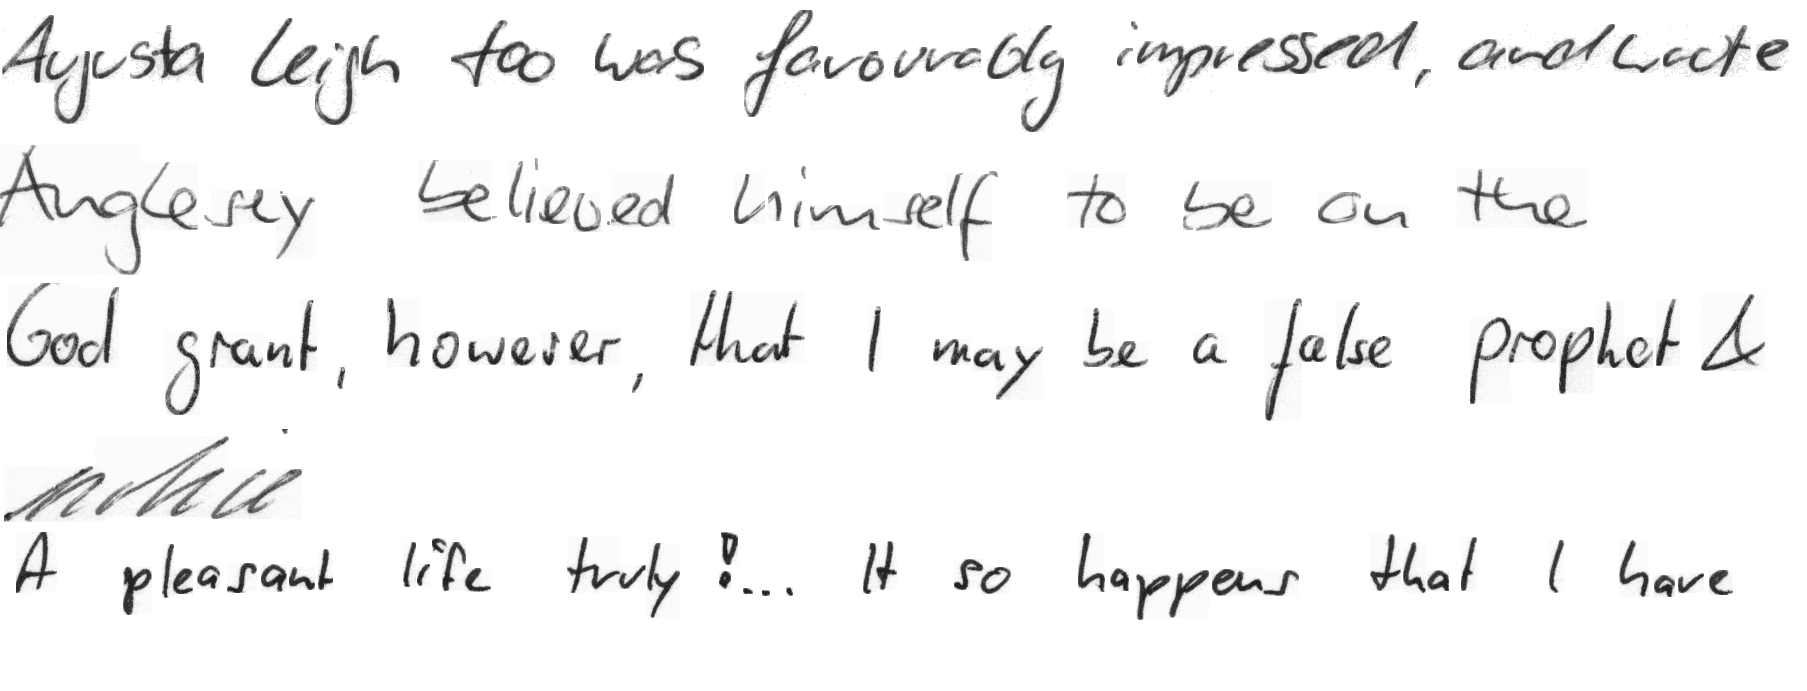 Augusta Leigh too was favourably impressed, and wrote
Anglesey believed himself to be on the
God grant, however, that I may be a false prophet &
A pleasant life truly!... It so happens that I have